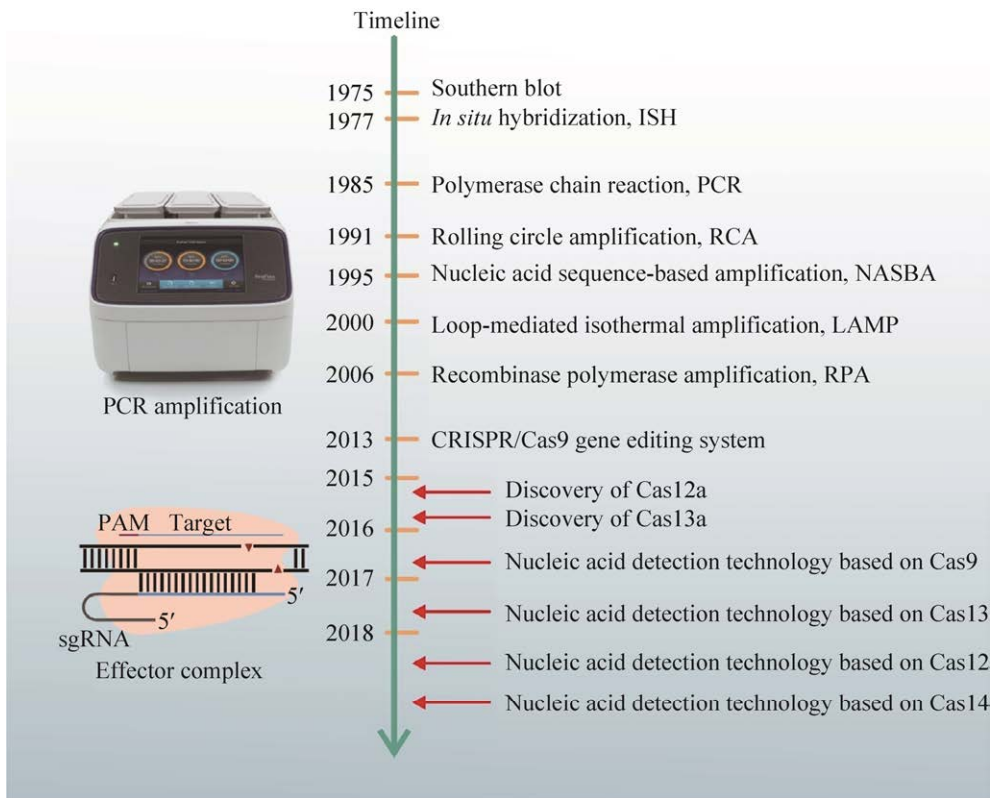 Timeline
1975 Southern blot
1977 In situ hybridization, ISH
1985 Polymerase chain reaction, PCR
1991 Rolling circle amplification, RCA
1995 Nucleic acid sequence-based amplification, NASBA
2000 Loop-mediated isothermal amplification, LAMP
2006 Recombinase polymerase amplification, RPA
PCR amplification
2013 CRISPR/Cas9 gene editing system
2015
Discovery of Cas12a
Discovery of Cas13a
2016
Nucleic acid detection technology based on Cas9
2017
Nucleic acid detection technology based on Cas13
2018
Nucleic acid detection technology based on Cas12
Nucleic acid detection technology based on Cas14
PAM Target
5′
5′
sgRNA
Effector complex